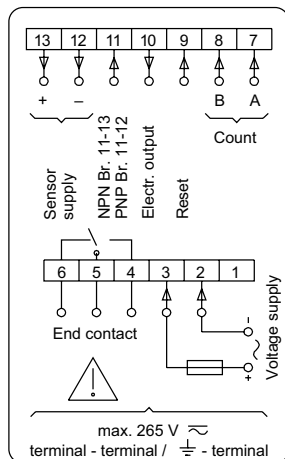 13 12 11 10 9 8 7
+ – B A
Count
Sensor supply
NPN Br. 11-13
PNP Br. 11-12
Electr. output
Reset
6 5 4 3 2 1
End contact
Voltage supply
-
~
+
!
max. 265 V ⎓
terminal - terminal / ⏚ - terminal